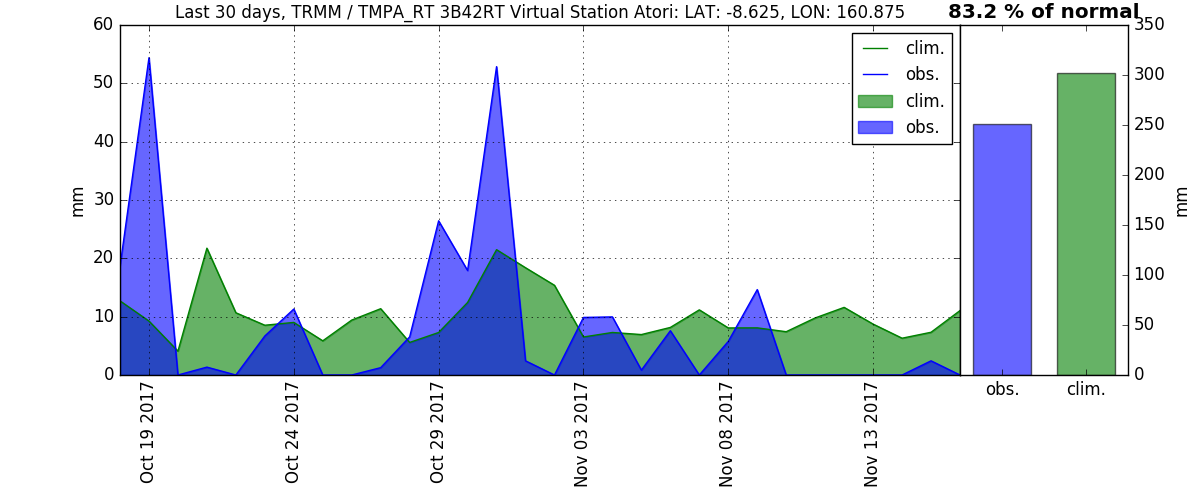 Last 30 days, TRMM / TMPA_RT 3B42RT Virtual Station Atori: LAT: -8.625, LON: 160.875
83.2 % of normal
60
50
40
30
20
10
0
mm
clim.
obs.
clim.
obs.
Oct 19 2017
Oct 24 2017
Oct 29 2017
Nov 03 2017
Nov 08 2017
Nov 13 2017
350
300
250
200
150
100
50
0
mm
obs.
clim.